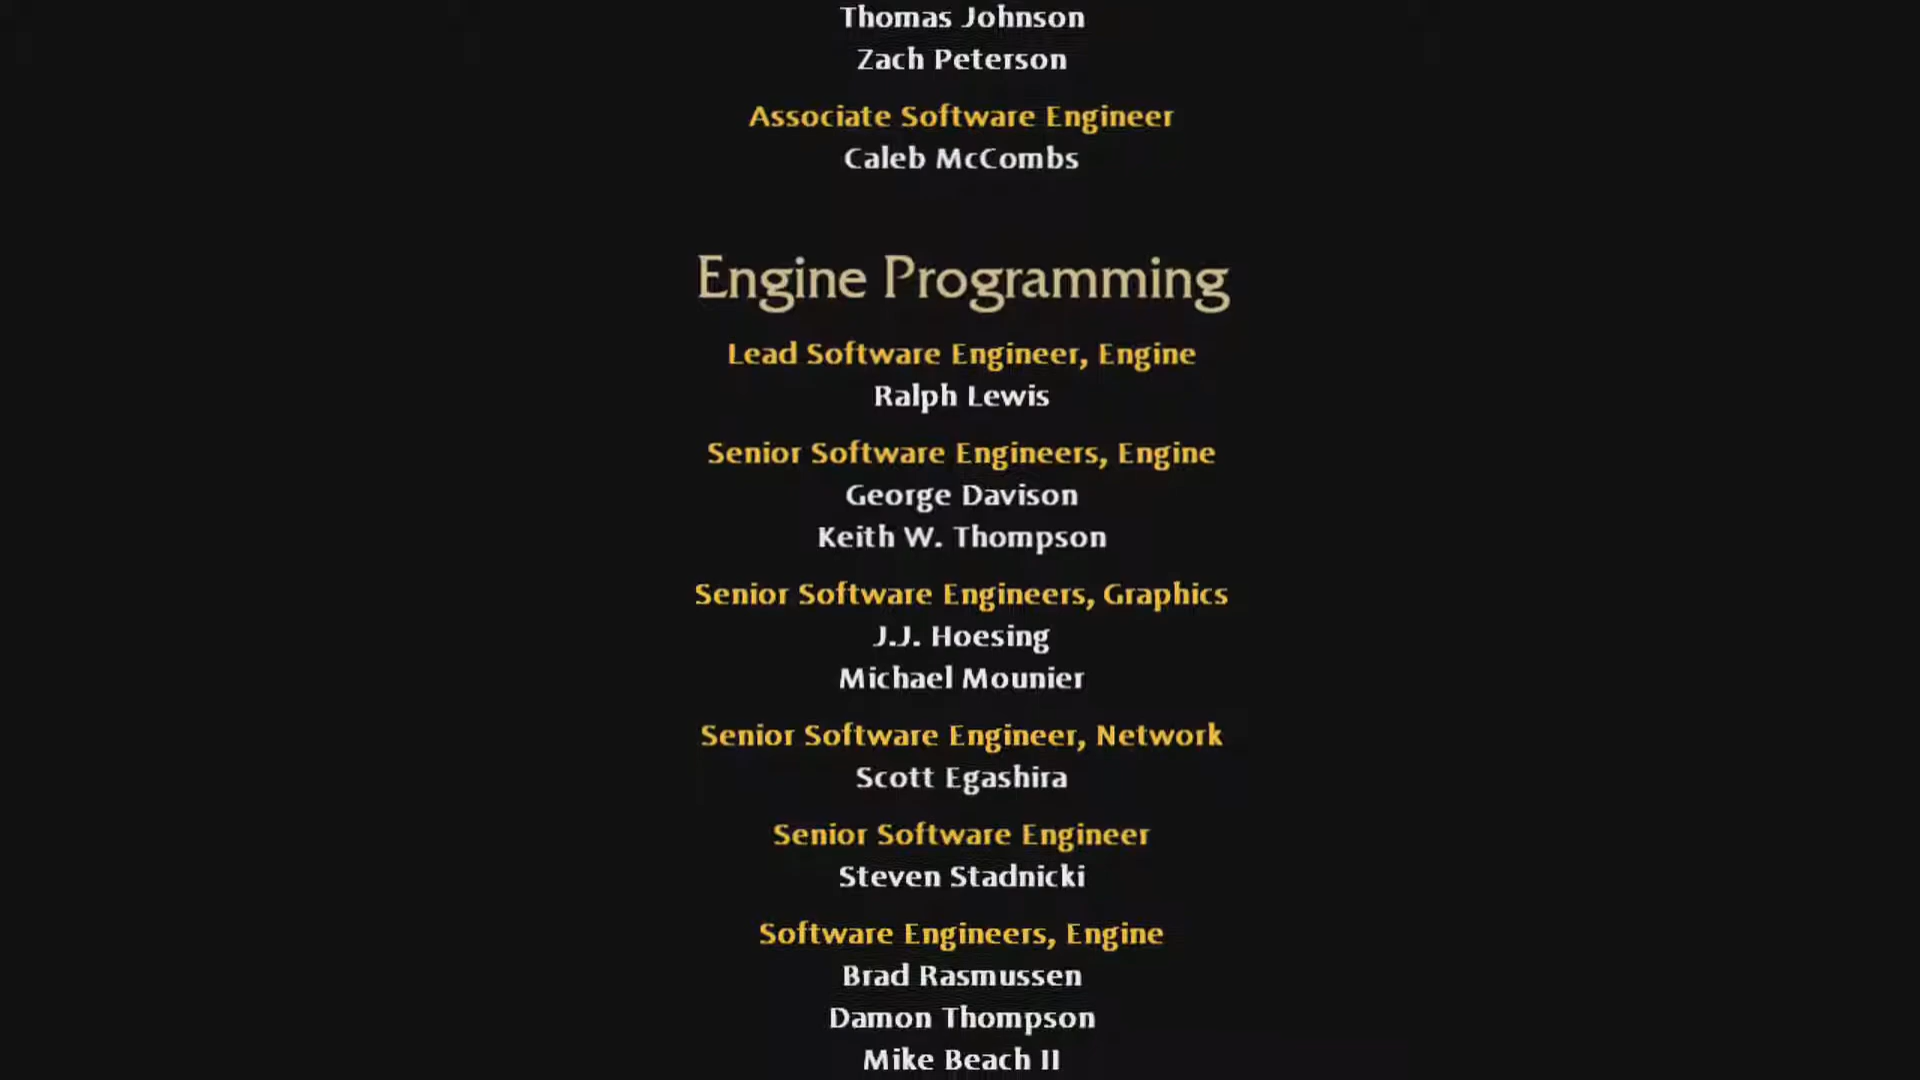 Thomas Johnson
Zach Peterson
Associate Software Engineer
Caleb McCombs
Engine Programming
Lead Software Engineer, Engine
Ralph Lewis
Senior Software Engineers, Engine
George Davison
Keith W. Thompson
Senior Software Engineers, Graphics
J.J. Hoesing
Michael Mounier
Senior Software Engineer, Network
Scott Egashira
Senior Software Engineer
Steven Stadnicki
Software Engineers, Engine
Brad Rasmussen
Damon Thompson
Mike Beach II